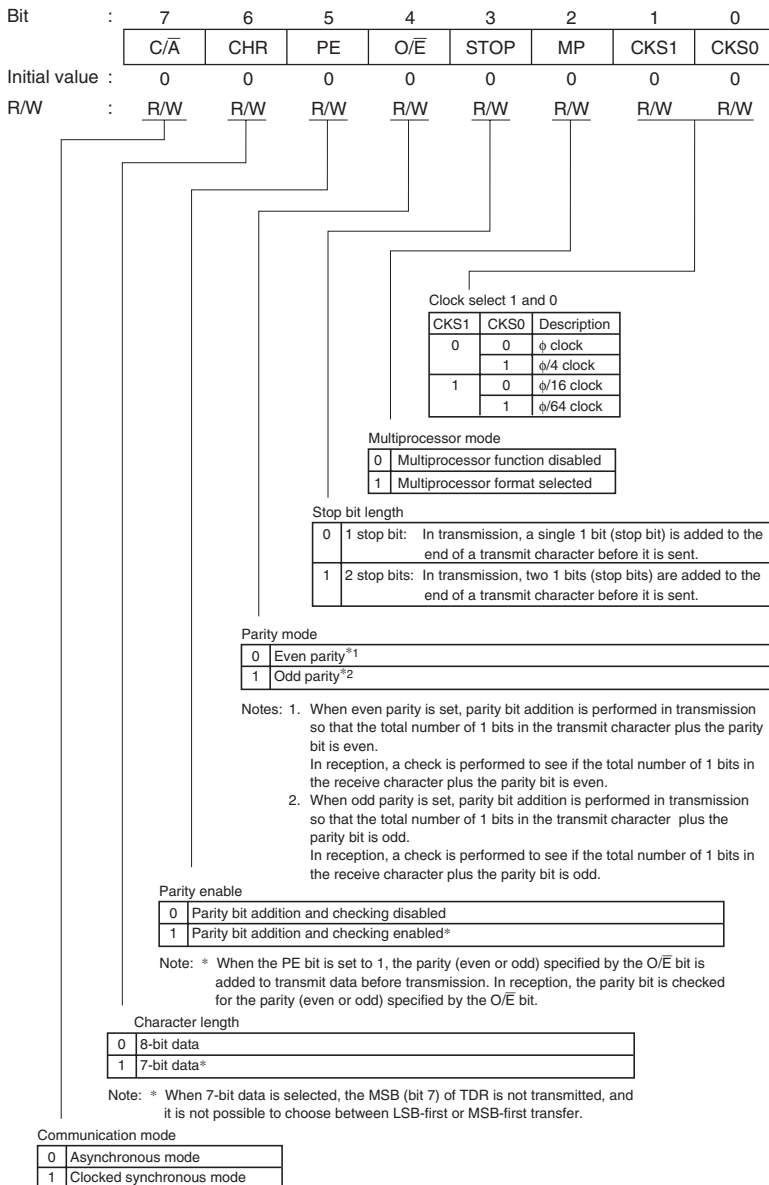 Bit : 7 6 5 4 3 2 1 0
C/A̅ CHR PE O/E̅ STOP MP CKS1 CKS0
Initial value : 0 0 0 0 0 0 0 0
R/W : R/W R/W R/W R/W R/W R/W R/W R/W
Clock select 1 and 0
CKS1 CKS0 Description
0 0 ϕ clock
1 ϕ/4 clock
1 0 ϕ/16 clock
1 ϕ/64 clock
Multiprocessor mode
0 Multiprocessor function disabled
1 Multiprocessor format selected
Stop bit length
0 1 stop bit: In transmission, a single 1 bit (stop bit) is added to the
end of a transmit character before it is sent.
1 2 stop bits: In transmission, two 1 bits (stop bits) are added to the
end of a transmit character before it is sent.
Parity mode
0 Even parity*1
1 Odd parity*2
Notes: 1. When even parity is set, parity bit addition is performed in transmission
so that the total number of 1 bits in the transmit character plus the parity
bit is even.
In reception, a check is performed to see if the total number of 1 bits in
the receive character plus the parity bit is even.
2. When odd parity is set, parity bit addition is performed in transmission
so that the total number of 1 bits in the transmit character plus the
parity bit is odd.
In reception, a check is performed to see if the total number of 1 bits in
the receive character plus the parity bit is odd.
Parity enable
0 Parity bit addition and checking disabled
1 Parity bit addition and checking enabled*
Note: * When the PE bit is set to 1, the parity (even or odd) specified by the O/E̅ bit is
added to transmit data before transmission. In reception, the parity bit is checked
for the parity (even or odd) specified by the O/E̅ bit.
Character length
0 8-bit data
1 7-bit data*
Note: * When 7-bit data is selected, the MSB (bit 7) of TDR is not transmitted, and
it is not possible to choose between LSB-first or MSB-first transfer.
Communication mode
0 Asynchronous mode
1 Clocked synchronous mode